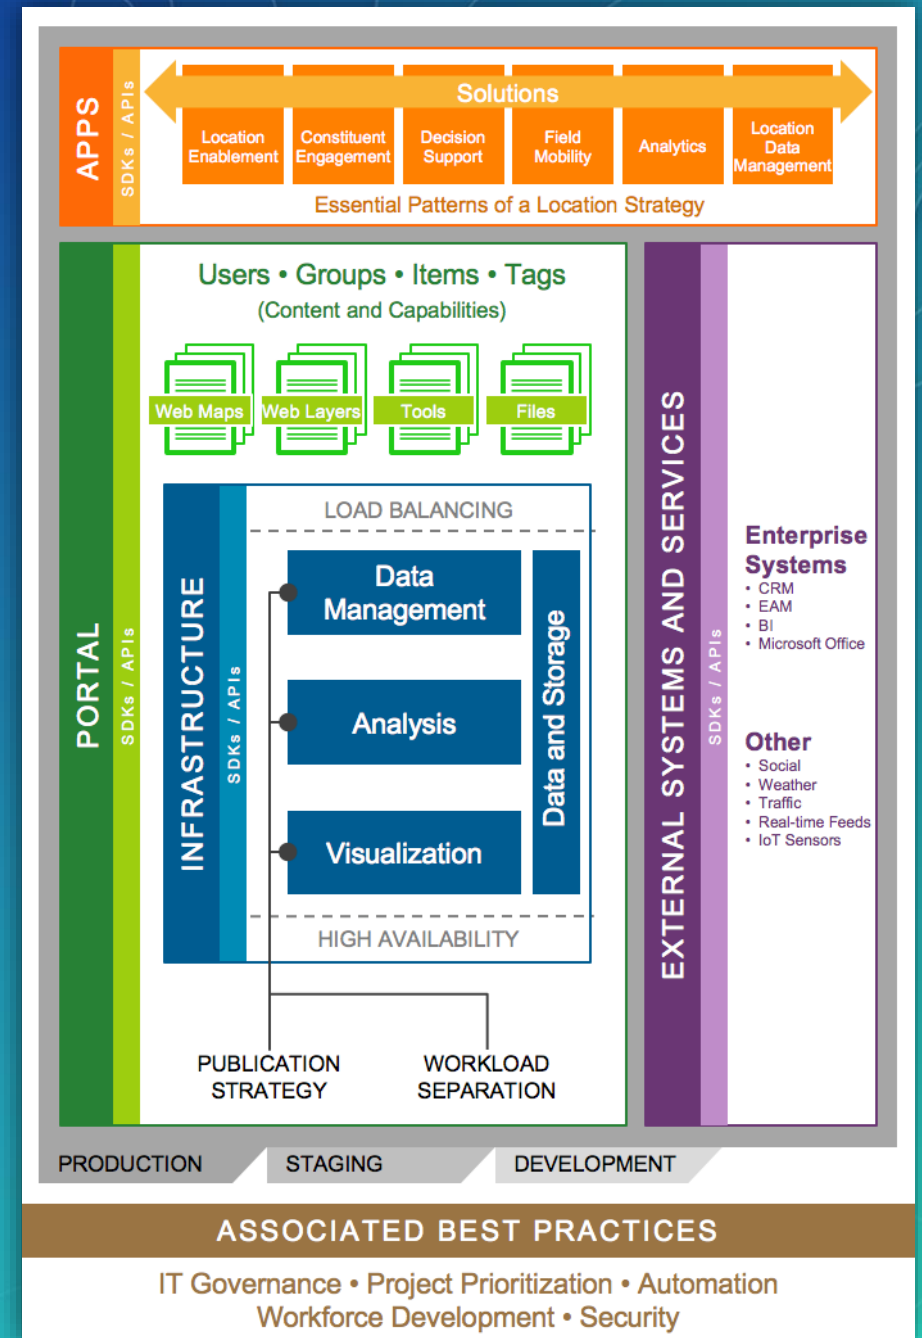 APPS
SDKs / APIs
Solutions
Location
Enablement
Constituent
Engagement
Decision
Support
Field
Mobility
Analytics
Location
Data
Management
Essential Patterns of a Location Strategy
PORTAL
SDKs / APIs
Users • Groups • Items • Tags
(Content and Capabilities)
Web Maps
Web Layers
Tools
Files
INFRASTRUCTURE
SDKs / APIs
LOAD BALANCING
Data
Management
Analysis
Visualization
Data and Storage
HIGH AVAILABILITY
PUBLICATION
STRATEGY
WORKLOAD
SEPARATION
EXTERNAL SYSTEMS AND SERVICES
SDKs / APIs
Enterprise
Systems
• CRM
• EAM
• BI
• Microsoft Office
Other
• Social
• Weather
• Traffic
• Real-time Feeds
• IoT Sensors
PRODUCTION
STAGING
DEVELOPMENT
ASSOCIATED BEST PRACTICES
IT Governance • Project Prioritization • Automation
Workforce Development • Security